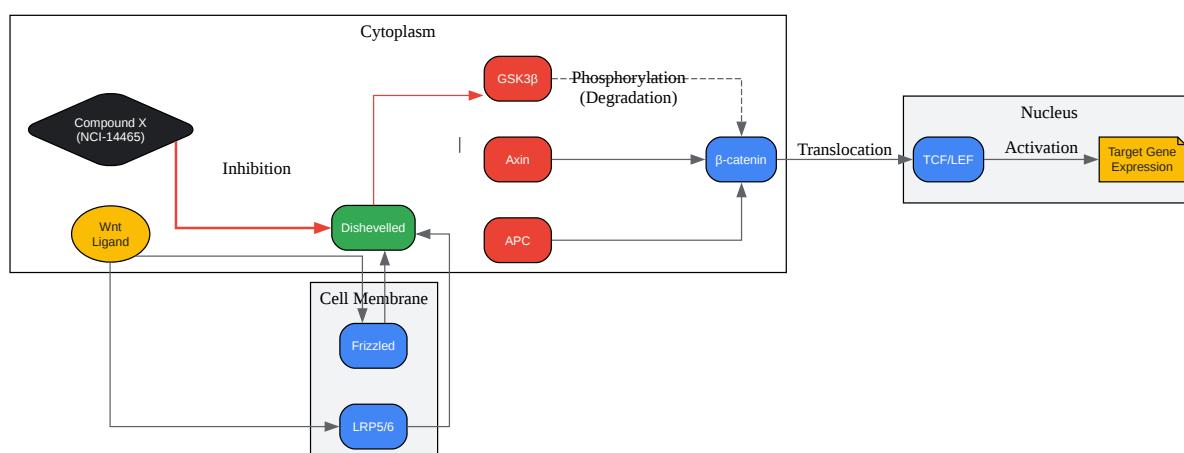 Cytoplasm
GSK3β
Phosphorylation
(Degradation)
Compound X
(NCI-14465)
Inhibition
Axin
β-catenin
Translocation
Nucleus
TCF/LEF
Activation
Target Gene
Expression
Wnt
Ligand
Dishevelled
APC
Cell Membrane
Frizzled
LRP5/6